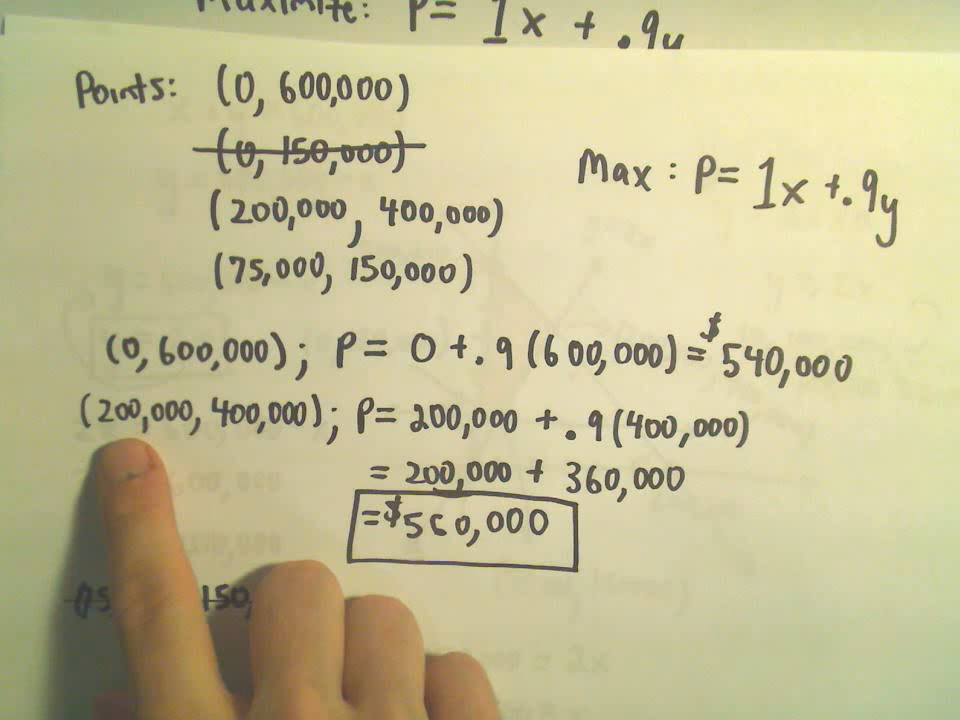 Maximize: P= 1x + .9y
Points: (0, 600,000)
(0, 150,000)
(200,000, 400,000)
(75,000, 150,000)
Max : P= 1x +.9y
(0, 600,000); P= 0 +.9(600,000) = $540,000
(200,000, 400,000); P= 200,000 +.9(400,000)
= 200,000 + 360,000
=$560,000
75 150,